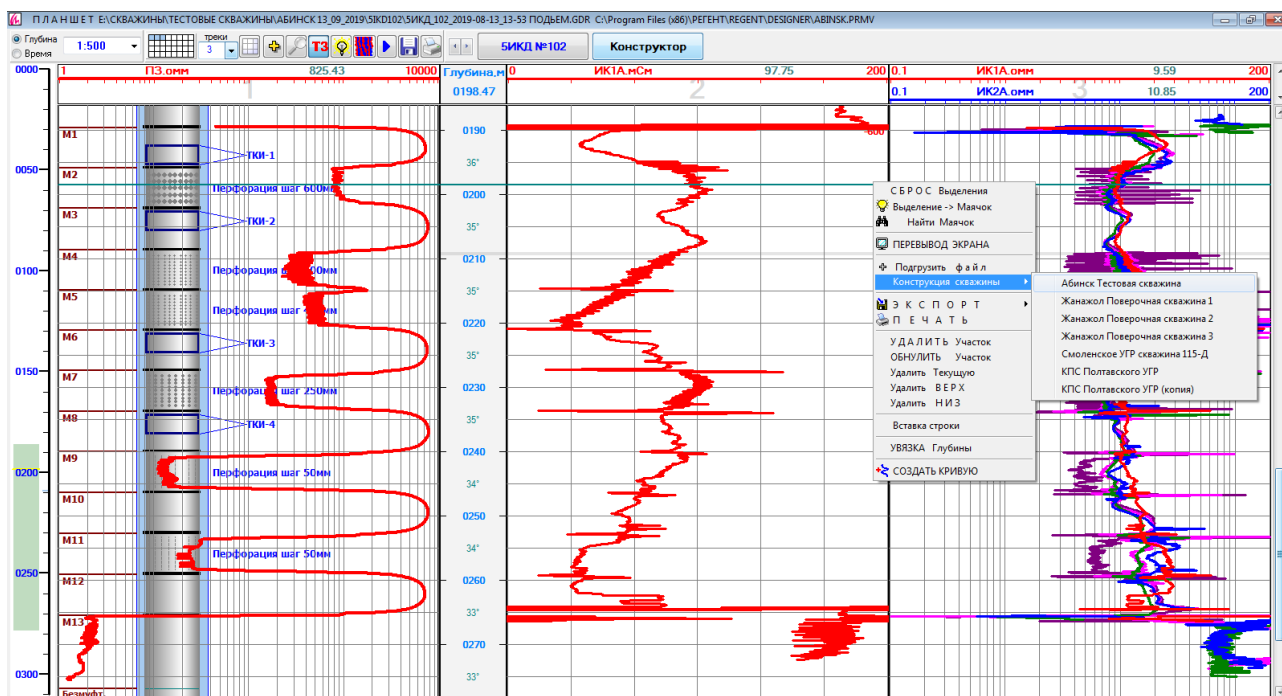 П Л А Н Ш Е Т E:\СКВАЖИНЫ\ТЕСТОВЫЕ СКВАЖИНЫ\АБИНСК 13_09_2019\5IKD102\5ИКД_102_2019-08-13_13-53 ПОДЬЕМ.GDR C:\Program Files (x86)\РЕГЕНТ\REGENT\DESIGNER\ABINSK.PRMV
Глубина
Время
1:500
треки
3
ТЗ
5ИКД №102
Конструктор
0000
1 ПЗ.омм 825.43 10000
1
Глубина,м
0198.47
0 ИК1А.мСм 97.75 200
2
0.1 ИК1А.омм 9.59 200
0.1 ИК2А.омм 10.85 200
3
0050
0100
0150
0200
0250
0300
М1
М2
М3
М4
М5
М6
М7
М8
М9
М10
М11
М12
М13
Безмуфт.
ТКИ-1
Перфорация шаг 600мм
ТКИ-2
Перфорация
00мм
Перфорация шаг
мм
ТКИ-3
Перфорация шаг 250мм
ТКИ-4
Перфорация шаг 50мм
Перфорация шаг 50мм
0190
36°
0200
35°
0210
35°
0220
35°
0230
35°
0240
34°
0250
34°
0260
33°
0270
33°
-600
С Б Р О С Выделения
Выделение -> Маячок
Найти Маячок
ПЕРЕВЫВОД ЭКРАНА
Подгрузить ф а й л
Конструкция скважины
Э К С П О Р Т
П Е Ч А Т Ь
У Д А Л И Т Ь Участок
ОБНУЛИТЬ Участок
Удалить Текущую
Удалить В Е Р Х
Удалить Н И З
Вставка строки
УВЯЗКА Глубины
СОЗДАТЬ КРИВУЮ
Абинск Тестовая скважина
Жанажол Поверочная скважина 1
Жанажол Поверочная скважина 2
Жанажол Поверочная скважина 3
Смоленское УГР скважина 115-Д
КПС Полтавского УГР
КПС Полтавского УГР (копия)